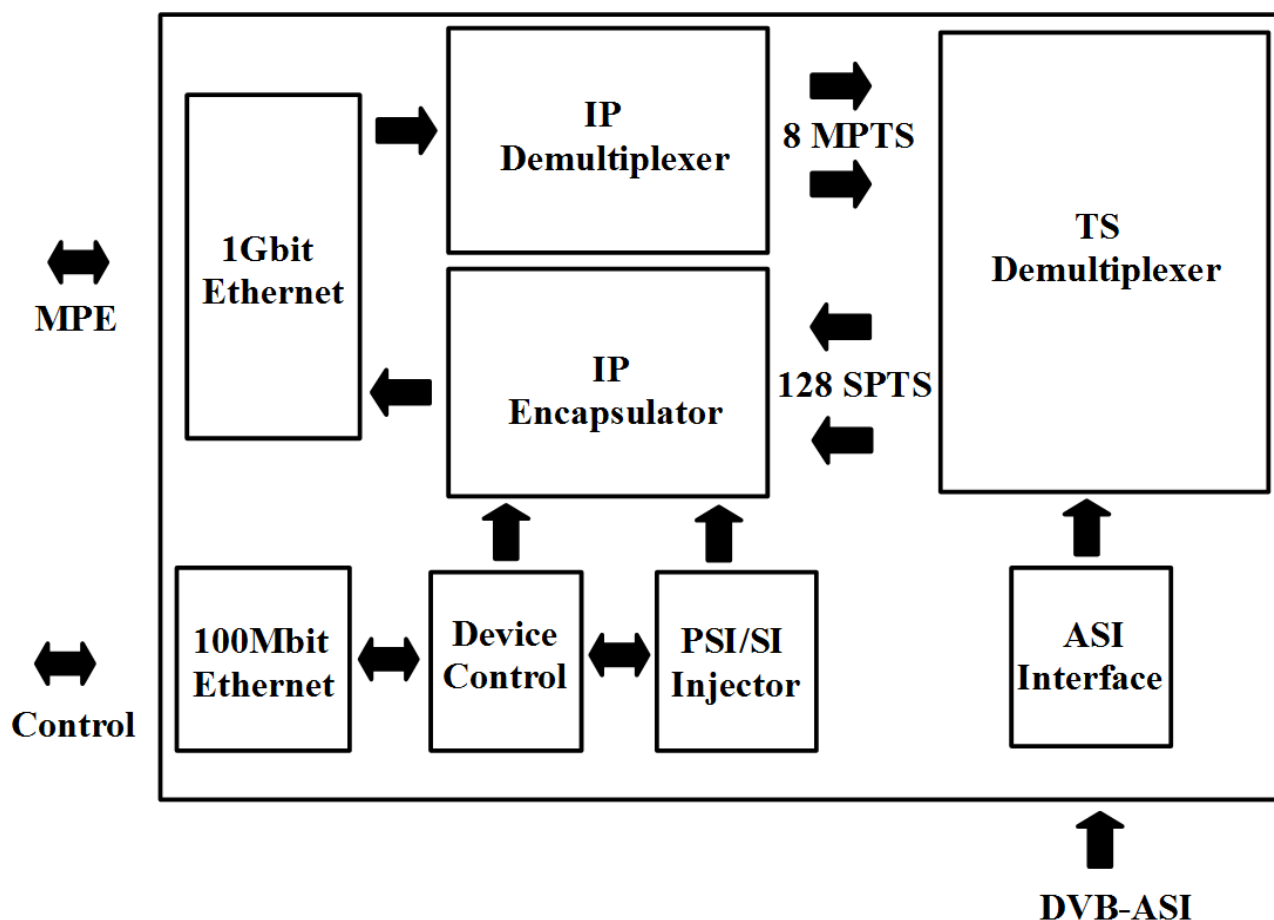 IP
Demultiplexer
8 MPTS
TS
Demultiplexer
1Gbit
Ethernet
MPE
IP
Encapsulator
128 SPTS
100Mbit
Ethernet
Device
Control
PSI/SI
Injector
ASI
Interface
Control
DVB-ASI